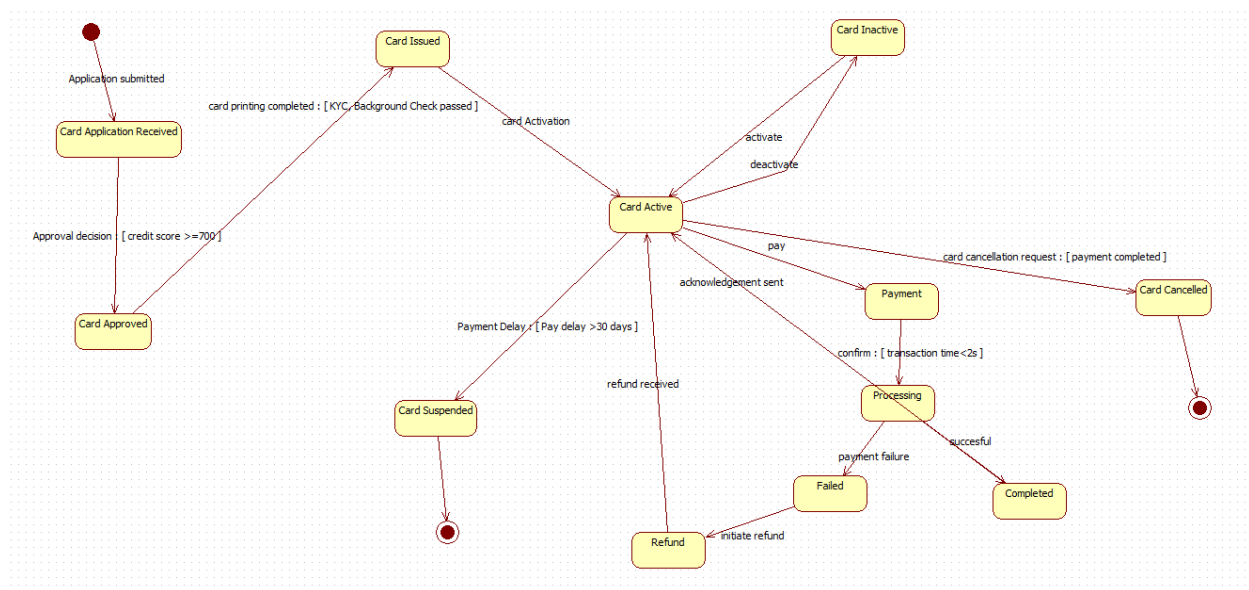 Card Inactive
Card Issued
Application submitted
card printing completed : [ KYC, Background Check passed ]
card Activation
Card Application Received
activate
deactivate
Card Active
Approval decision : [ credit score >=700 ]
pay
card cancellation request : [ payment completed ]
acknowledgement sent
Payment
Card Cancelled
Card Approved
Payment Delay : [ Pay delay >30 days ]
confirm : [ transaction time<2s ]
refund received
Processing
Card Suspended
succesful
payment failure
Failed
Completed
initiate refund
Refund